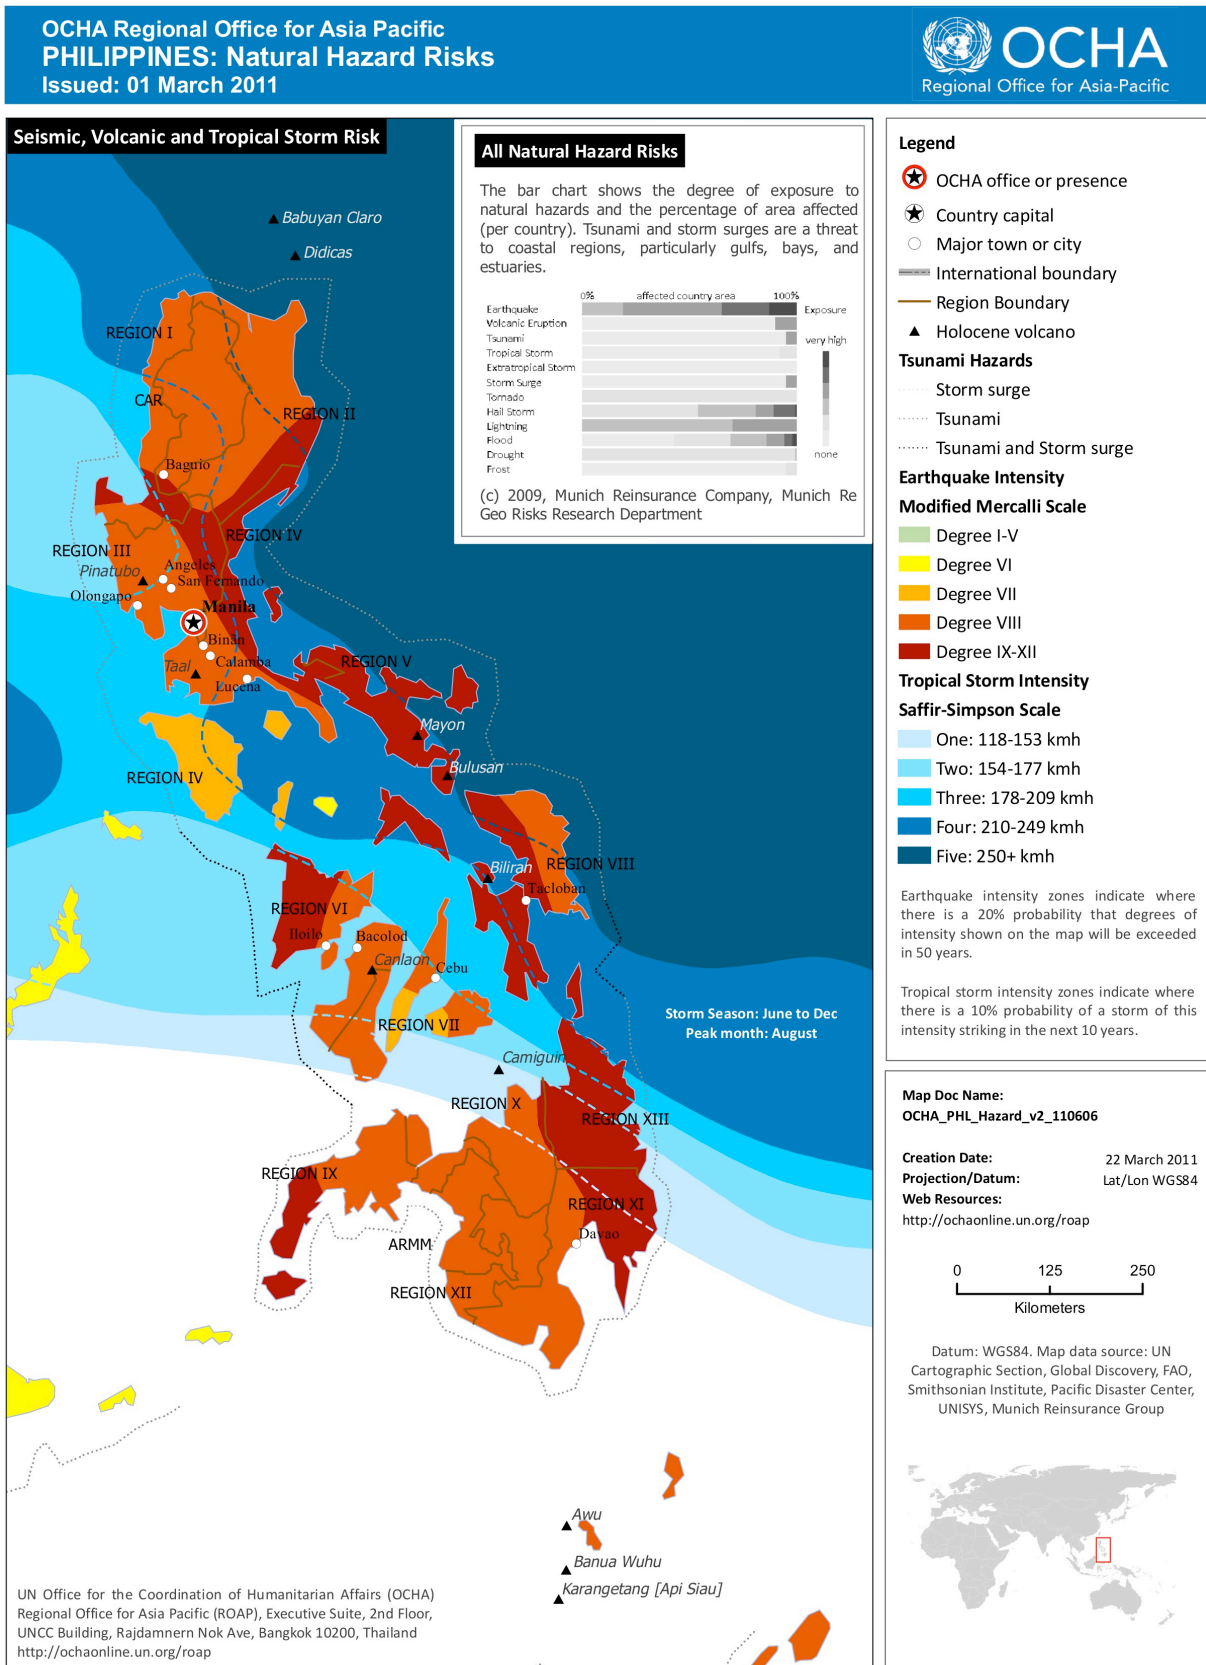 OCHA Regional Office for Asia Pacific
PHILIPPINES: Natural Hazard Risks
Issued: 01 March 2011
OCHA
Regional Office for Asia-Pacific
Seismic, Volcanic and Tropical Storm Risk
All Natural Hazard Risks
The bar chart shows the degree of exposure to
natural hazards and the percentage of area affected
(per country). Tsunami and storm surges are a threat
to coastal regions, particularly gulfs, bays, and
estuaries.
0% affected country area 100%
Earthquake
Volcanic Eruption
Tsunami
Tropical Storm
Extratropical Storm
Storm Surge
Tornado
Hail Storm
Lightning
Flood
Drought
Frost
Exposure
very high
none
(c) 2009, Munich Reinsurance Company, Munich Re
Geo Risks Research Department
Babuyan Claro
Didicas
REGION I
CAR
REGION II
Baguio
REGION IV
REGION III
Angeles
Pinatubo
San Fernando
Olongapo
Manila
Binan
Calamba
Taal
Lucena
REGION V
Mayon
Bulusan
REGION IV
REGION VIII
Biliran
Tacloban
REGION VI
Iloilo
Bacolod
Canlaon
Cebu
REGION VII
Storm Season: June to Dec
Peak month: August
Camiguin
REGION X
REGION XIII
REGION IX
REGION XI
Davao
ARMM
REGION XII
Awu
Banua Wuhu
Karangetang [Api Siau]
UN Office for the Coordination of Humanitarian Affairs (OCHA)
Regional Office for Asia Pacific (ROAP), Executive Suite, 2nd Floor,
UNCC Building, Rajdamnern Nok Ave, Bangkok 10200, Thailand
http://ochaonline.un.org/roap
Legend
OCHA office or presence
Country capital
Major town or city
International boundary
Region Boundary
Holocene volcano
Tsunami Hazards
Storm surge
Tsunami
Tsunami and Storm surge
Earthquake Intensity
Modified Mercalli Scale
Degree I-V
Degree VI
Degree VII
Degree VIII
Degree IX-XII
Tropical Storm Intensity
Saffir-Simpson Scale
One: 118-153 kmh
Two: 154-177 kmh
Three: 178-209 kmh
Four: 210-249 kmh
Five: 250+ kmh
Earthquake intensity zones indicate where
there is a 20% probability that degrees of
intensity shown on the map will be exceeded
in 50 years.
Tropical storm intensity zones indicate where
there is a 10% probability of a storm of this
intensity striking in the next 10 years.
Map Doc Name:
OCHA_PHL_Hazard_v2_110606
Creation Date: 22 March 2011
Projection/Datum: Lat/Lon WGS84
Web Resources:
http://ochaonline.un.org/roap
0 125 250
Kilometers
Datum: WGS84. Map data source: UN
Cartographic Section, Global Discovery, FAO,
Smithsonian Institute, Pacific Disaster Center,
UNISYS, Munich Reinsurance Group